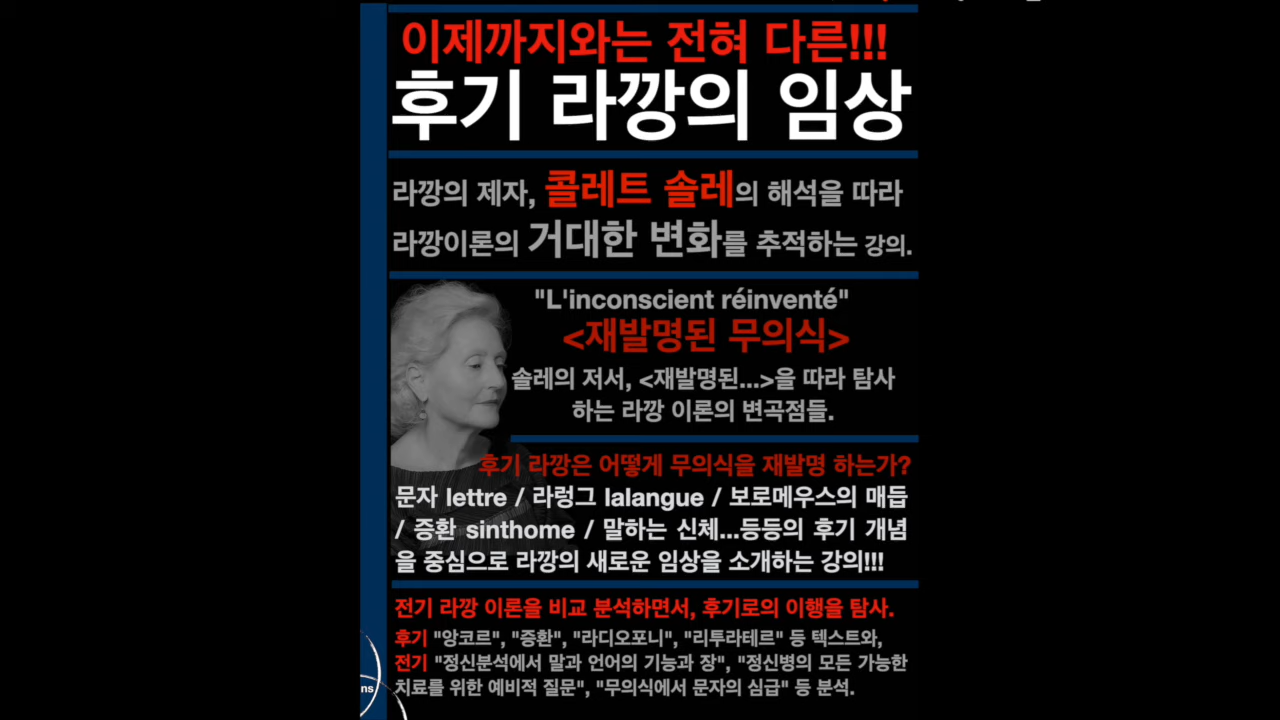 이제까지와는 전혀 다른!!!
후기 라깡의 임상
라깡의 제자, 콜레트 솔레의 해석을 따라
라깡이론의 거대한 변화를 추적하는 강의.
"L'inconscient réinventé"
<재발명된 무의식>
솔레의 저서, <재발명된...>을 따라 탐사
하는 라깡 이론의 변곡점들.
후기 라깡은 어떻게 무의식을 재발명 하는가?
문자 lettre / 라렁그 lalangue / 보로메우스의 매듭
/ 증환 sinthome / 말하는 신체...등등의 후기 개념
을 중심으로 라깡의 새로운 임상을 소개하는 강의!!!
전기 라깡 이론을 비교 분석하면서, 후기로의 이행을 탐사.
후기 "앙코르", "증환", "라디오포니", "리투라테르" 등 텍스트와,
전기 "정신분석에서 말과 언어의 기능과 장", "정신병의 모든 가능한
치료를 위한 예비적 질문", "무의식에서 문자의 심급" 등 분석.
ns